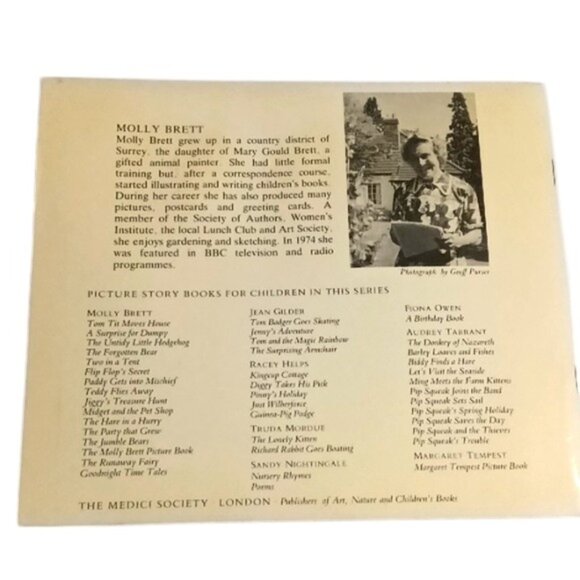 MOLLY BRETT
Molly Brett grew up in a country district of
Surrey, the daughter of Mary Gould Brett, a
gifted animal painter. She had little formal
training but, after a correspondence course,
started illustrating and writing children's books.
During her career she has also produced many
pictures, postcards and greeting cards. A
member of the Society of Authors, Women's
Institute, the local Lunch Club and Art Society,
she enjoys gardening and sketching. In 1974 she
was featured in BBC television and radio
programmes.
Photograph by Geoff Purser
PICTURE STORY BOOKS FOR CHILDREN IN THIS SERIES
MOLLY BRETT
Tom Tit Moves House
A Surprise for Dumpy
The Untidy Little Hedgehog
The Forgotten Bear
Two in a Tent
Flip Flop's Secret
Paddy Gets into Mischief
Teddy Flies Away
Jiggy's Treasure Hunt
Midget and the Pet Shop
The Hare in a Hurry
The Party that Grew
The Jumble Bears
The Molly Brett Picture Book
The Runaway Fairy
Goodnight Time Tales
JEAN GILDER
Tom Badger Goes Skating
Jenny's Adventure
Tom and the Magic Rainbow
The Surprising Armchair
RACEY HELPS
Kingcup Cottage
Diggy Takes His Pick
Pinny's Holiday
Just Wilberforce
Guinea-Pig Podge
TRUDA MORDUE
The Lonely Kitten
Richard Rabbit Goes Boating
SANDY NIGHTINGALE
Nursery Rhymes
Poems
FIONA OWEN
A Birthday Book
AUDREY TARRANT
The Donkey of Nazareth
Barley Loaves and Fishes
Biddy Finds a Hare
Let's Visit the Seaside
Ming Meets the Farm Kittens
Pip Squeak Joins the Band
Pip Squeak Sets Sail
Pip Squeak's Spring Holiday
Pip Squeak Saves the Day
Pip Squeak and the Thieves
Pip Squeak's Trouble
MARGARET TEMPEST
Margaret Tempest Picture Book
THE MEDICI SOCIETY · LONDON · Publishers of Art, Nature and Children's Books